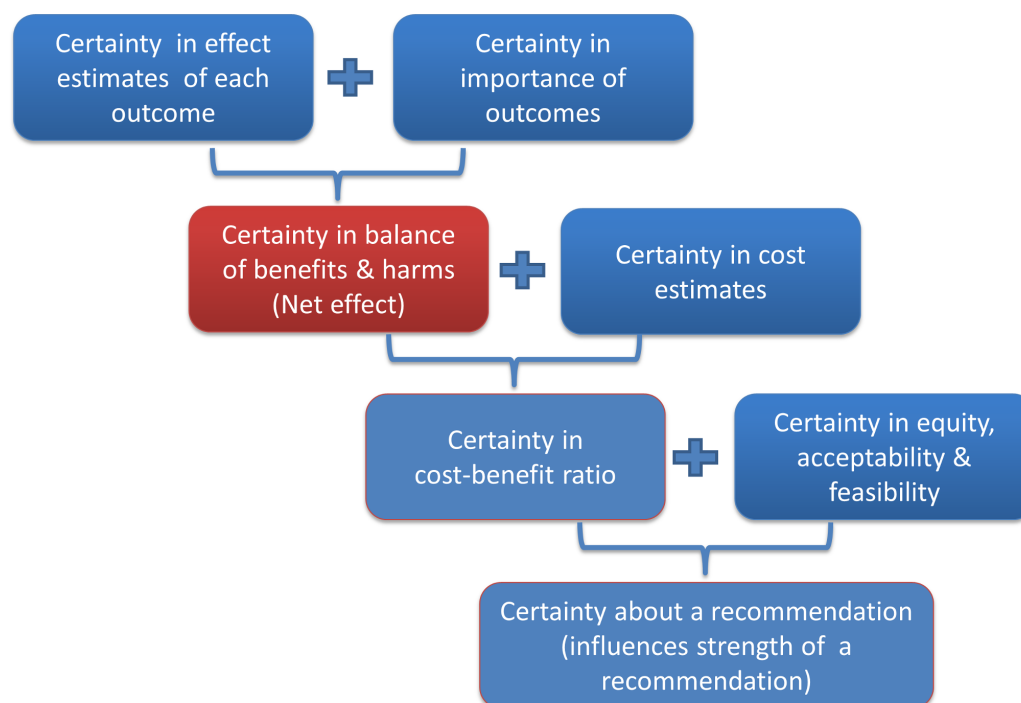 Certainty in effect
estimates of each
outcome
Certainty in
importance of
outcomes
Certainty in balance
of benefits & harms
(Net effect)
Certainty in cost
estimates
Certainty in
cost-benefit ratio
Certainty in equity,
acceptability &
feasibility
Certainty about a recommendation
(influences strength of a
recommendation)